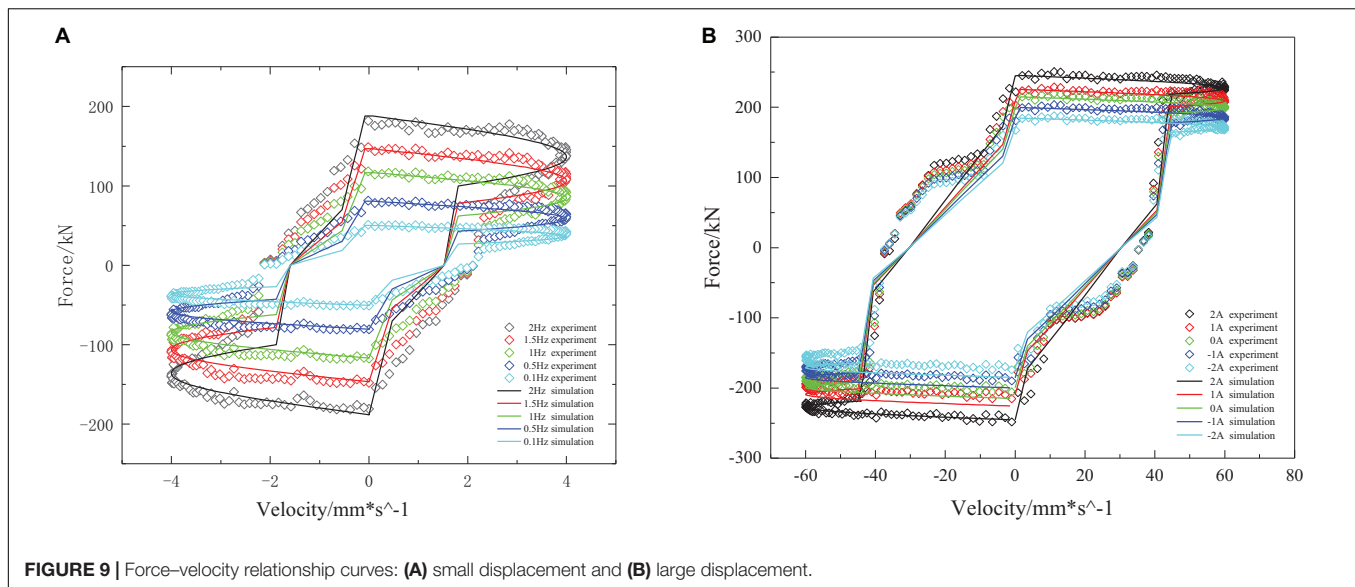 A
200
100
0
−100
−200
Force/kN
−4
−2
0
2
4
Velocity/mm*s^-1
2Hz experiment
1.5Hz experiment
1Hz experiment
0.5Hz experiment
0.1Hz experiment
2Hz simulation
1.5Hz simulation
1Hz simulation
0.5Hz simulation
0.1Hz simulation
B
300
200
100
0
-100
-200
-300
Force/kN
-60
-40
-20
0
20
40
60
80
Velocity/mm*s^-1
2A experiment
1A experiment
0A experiment
-1A experiment
-2A experiment
2A simulation
1A simulation
0A simulation
-1A simulation
-2A simulation
FIGURE 9 | Force–velocity relationship curves: (A) small displacement and (B) large displacement.